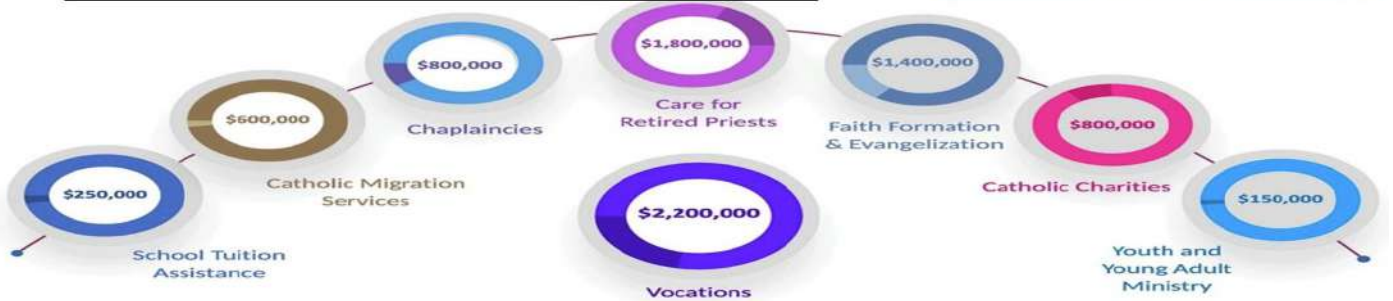 $250,000
School Tuition
Assistance
$600,000
Catholic Migration
Services
$800,000
Chaplaincies
$1,800,000
Care for
Retired Priests
$2,200,000
Vocations
$1,400,000
Faith Formation
& Evangelization
$800,000
Catholic Charities
$150,000
Youth and
Young Adult
Ministry